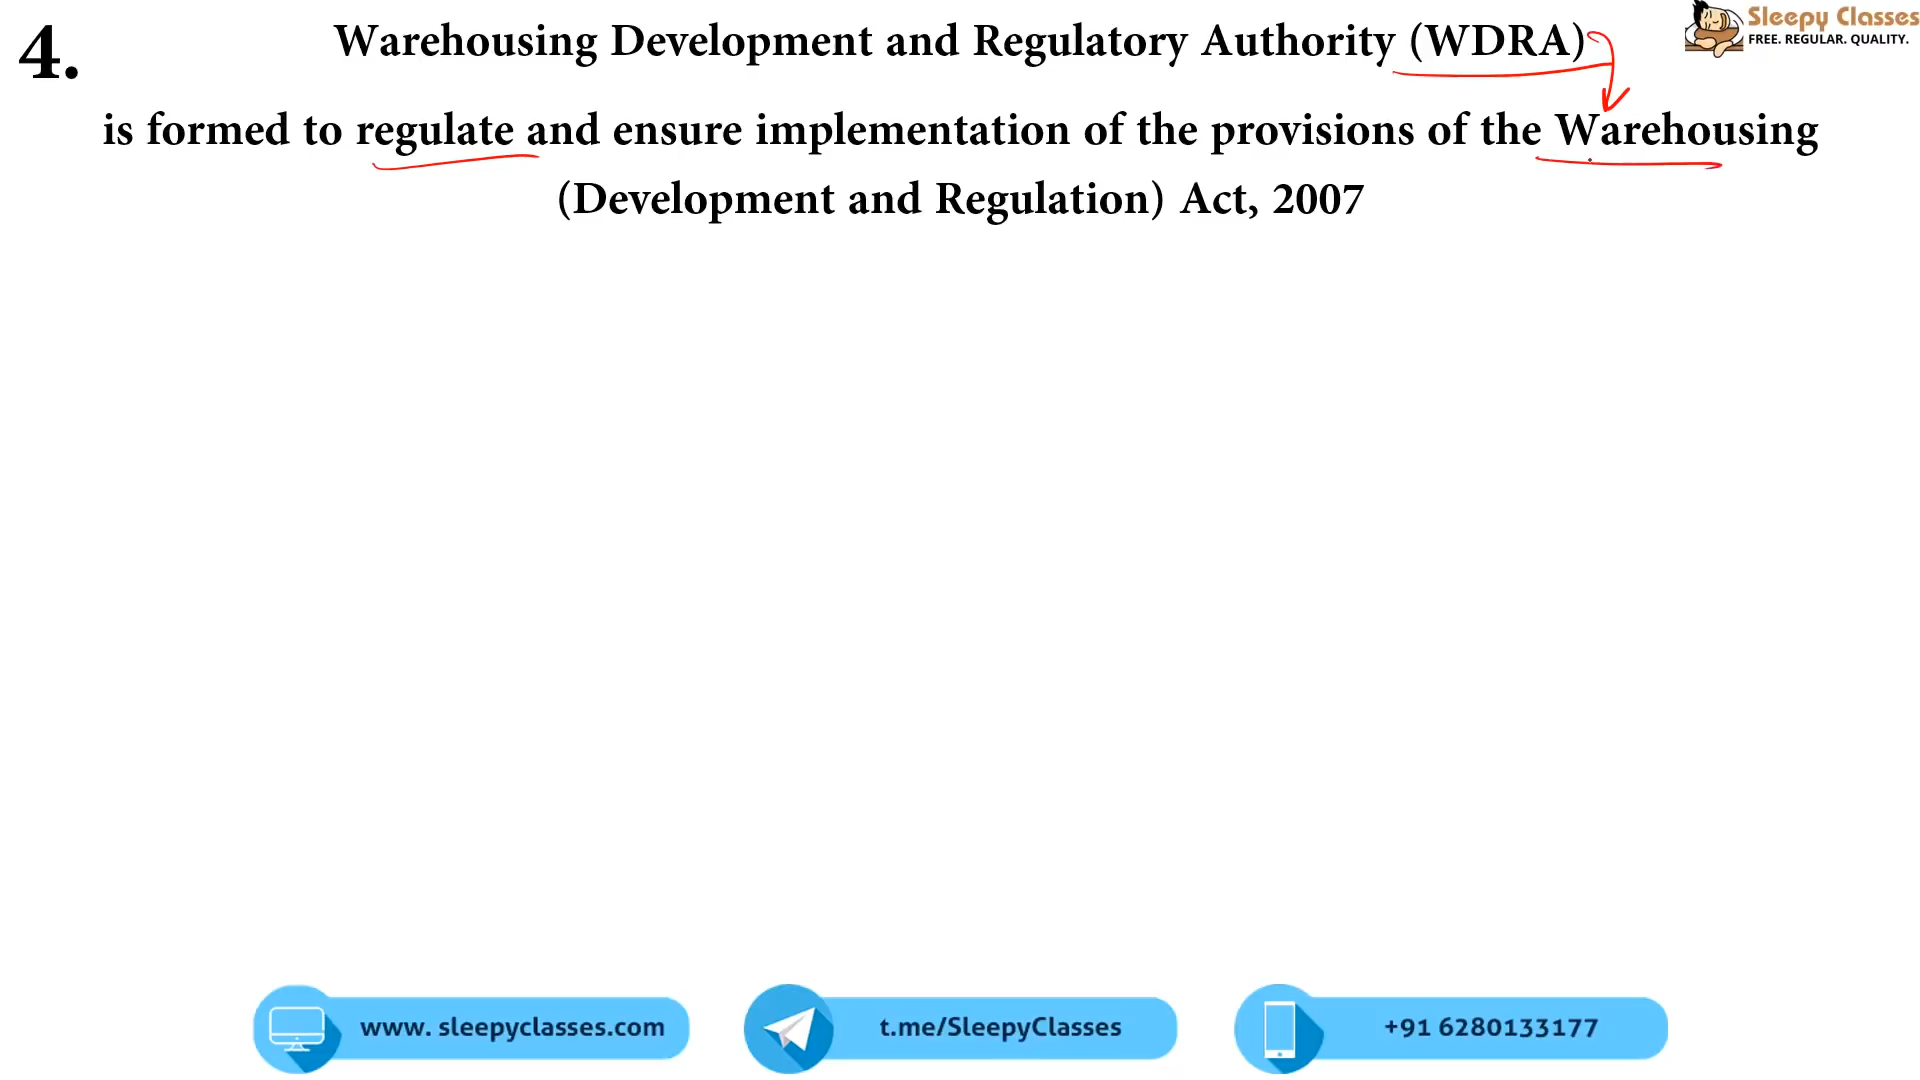 4.
Warehousing Development and Regulatory Authority (WDRA)
is formed to regulate and ensure implementation of the provisions of the Warehousing
(Development and Regulation) Act, 2007
Sleepy Classes
FREE. REGULAR. QUALITY.
www. sleepyclasses.com
t.me/SleepyClasses
+91 6280133177